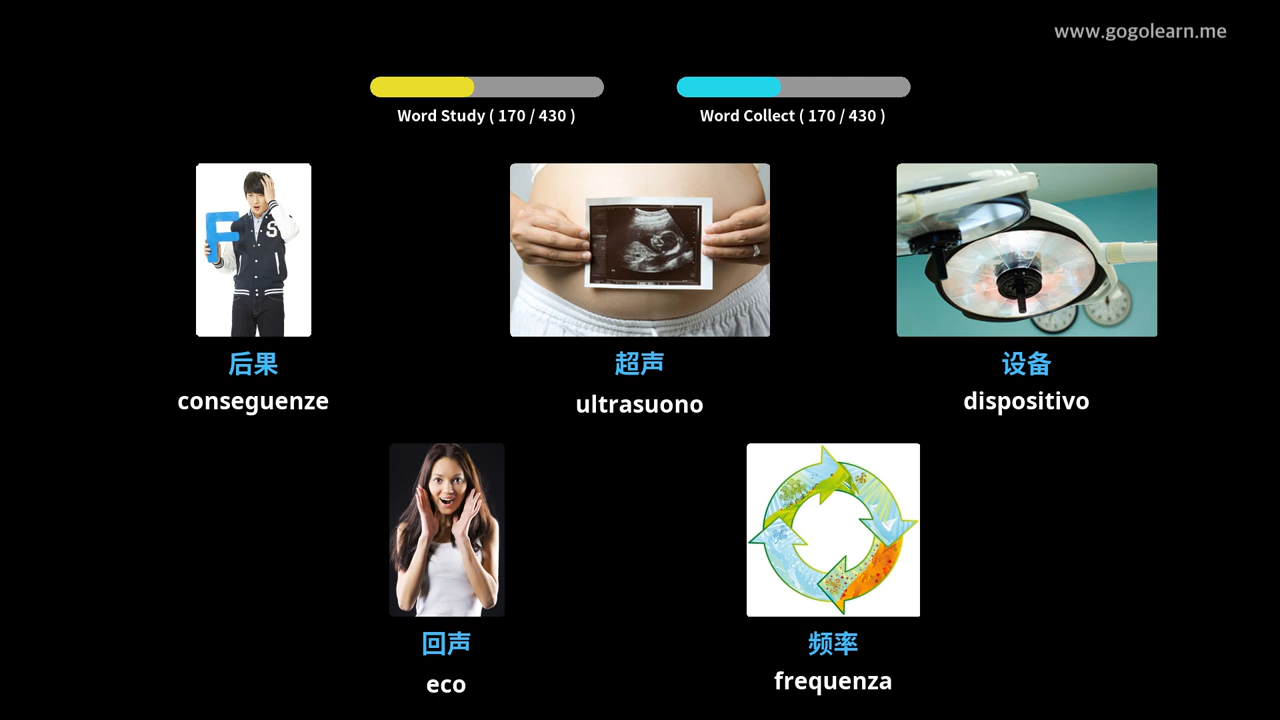 www.gogolearn.me
Word Study ( 170 / 430 )
Word Collect ( 170 / 430 )
F
S
后果
conseguenze
超声
ultrasuono
设备
dispositivo
回声
eco
频率
frequenza